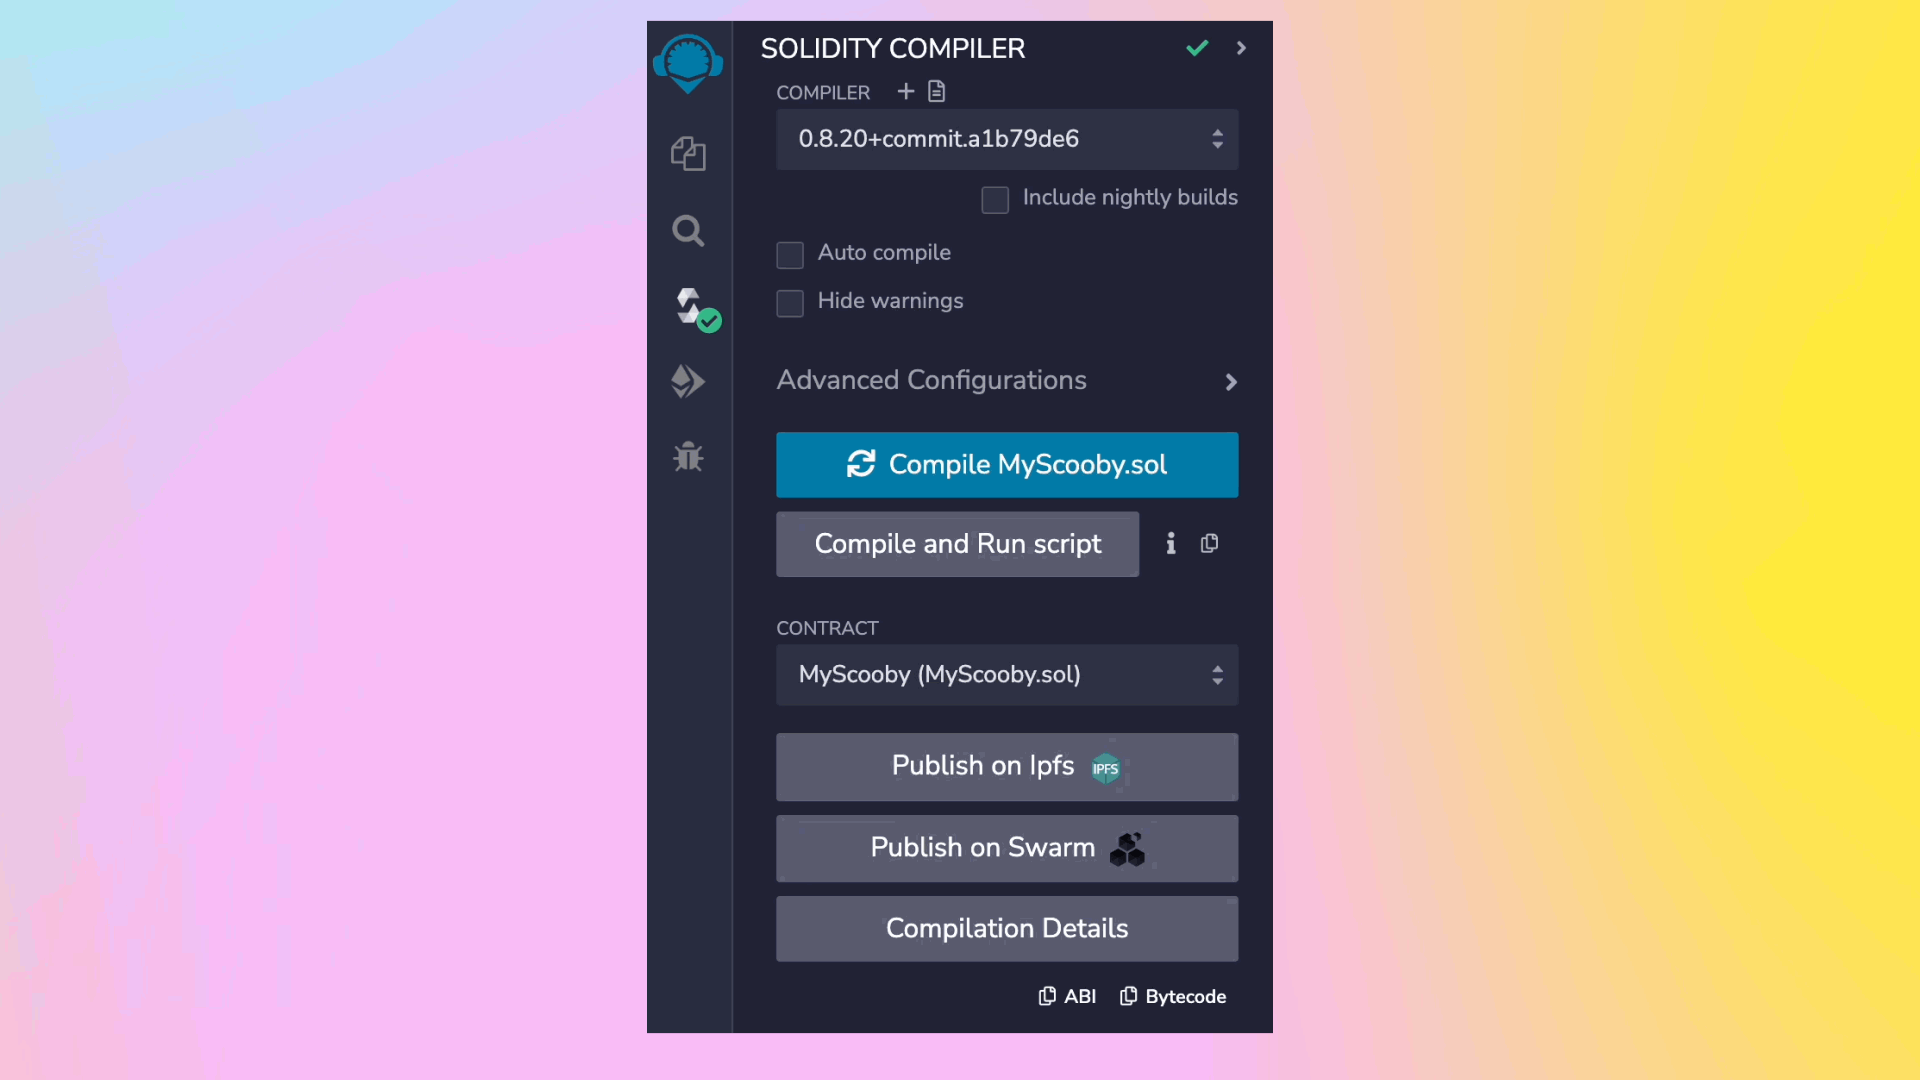 SOLIDITY COMPILER
COMPILER
0.8.20+commit.a1b79de6
Include nightly builds
Auto compile
Hide warnings
Advanced Configurations
Compile MyScooby.sol
Compile and Run script
CONTRACT
MyScooby (MyScooby.sol)
Publish on Ipfs IPFS
Publish on Swarm
Compilation Details
ABI Bytecode